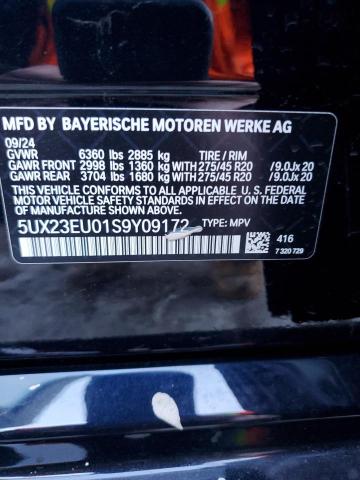 MFD BY BAYERISCHE MOTOREN WERKE AG
09/24
GVWR 6360 lbs 2885 kg TIRE / RIM
GAWR FRONT 2998 lbs 1360 kg WITH 275/45 R20 /9.0Jx 20
GAWR REAR 3704 lbs 1680 kg WITH 275/45 R20 /9.0Jx 20
THIS VEHICLE CONFORMS TO ALL APPLICABLE U. S. FEDERAL
MOTOR VEHICLE SAFETY STANDARDS IN EFFECT ON THE DATE
OF MANUFACTURE SHOWN ABOVE.
5UX23EU01S9Y09172 TYPE: MPV
416
7 320 729